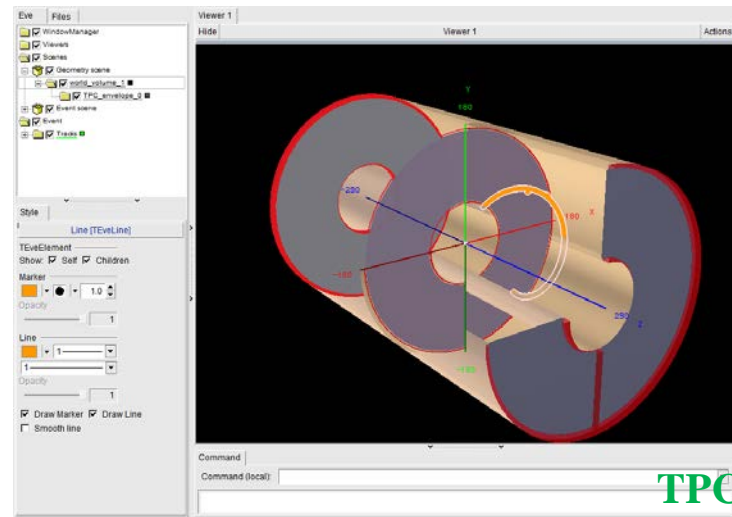 Eve Files
WindowManager
Viewers
Scenes
Geometry scene
world_volume_1
TPC_envelope_0
Event scene
Event
Tracks
Style
Line [TEveLine]
TEveElement
Show: Self Children
Marker
1.0
Opacity
1
Line
1
1
Opacity
1
Draw Marker Draw Line
Smooth line
Viewer 1
Hide Viewer 1 Actions
Y
180
-290
180 X
-180
290 Z
-180
Command
Command (local):
TPC